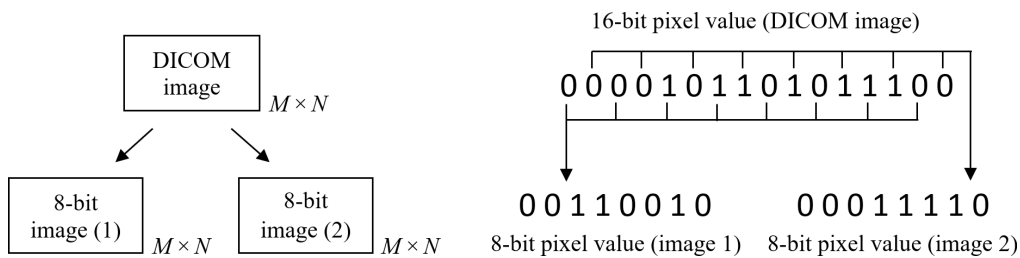 DICOM
image
M × N
8-bit
image (1)
M × N
8-bit
image (2)
M × N
16-bit pixel value (DICOM image)
0000101101011100
00110010
8-bit pixel value (image 1)
00011110
8-bit pixel value (image 2)